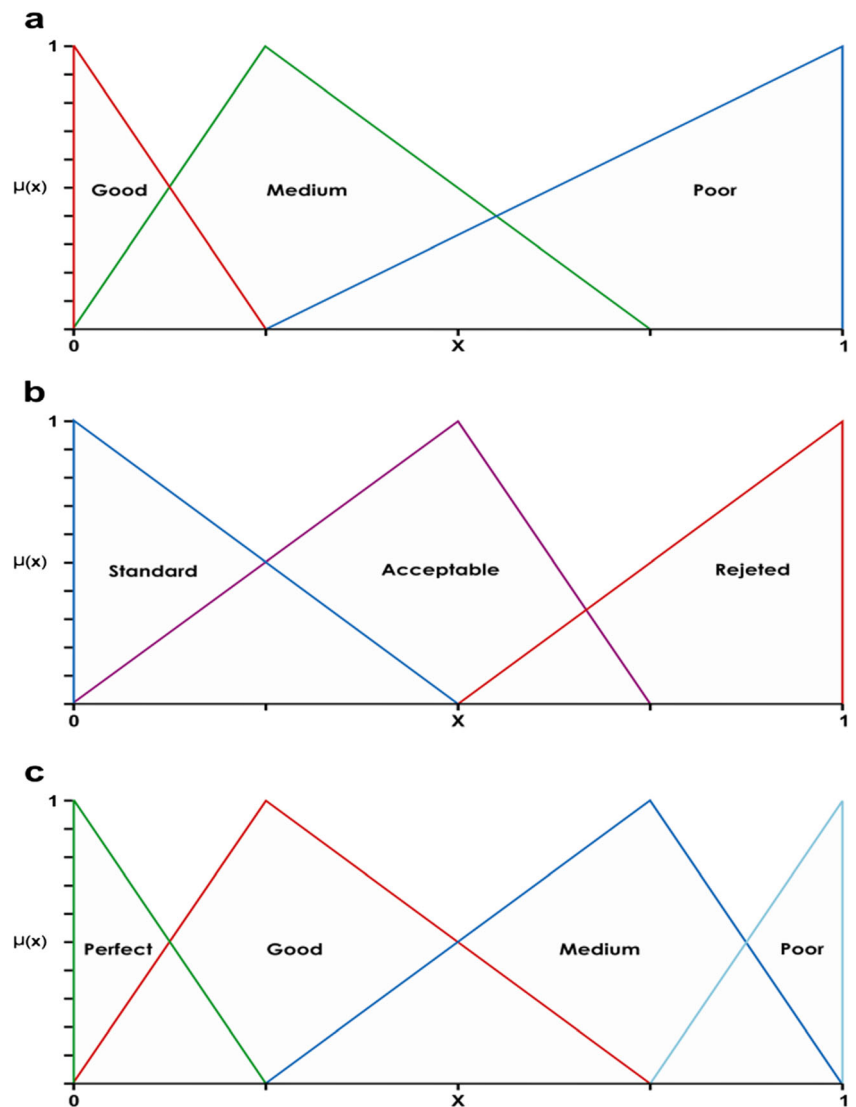 a
1
μ(x)
Good Medium Poor
0 X 1
b
1
μ(x)
Standard Acceptable Rejeted
0 X 1
c
1
μ(x)
Perfect Good Medium Poor
0 X 1